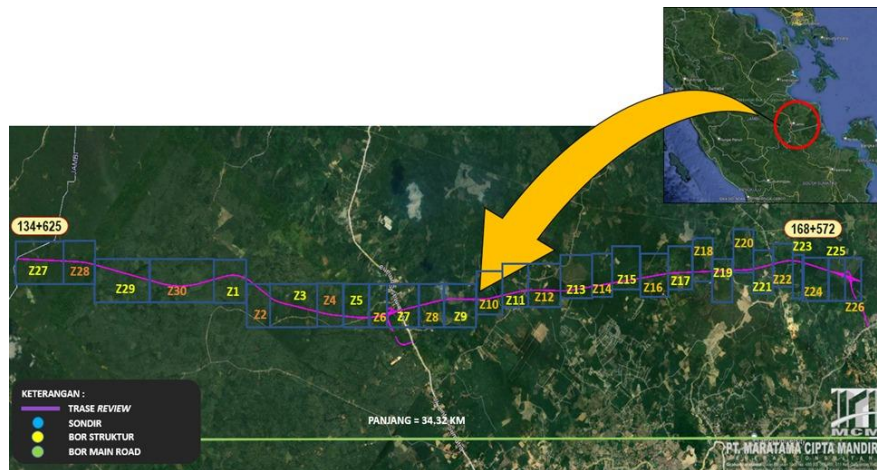 134+625
168+572
Z27
Z28
Z29
Z30
Z1
Z2
Z3
Z4
Z5
Z6
Z7
Z8
Z9
Z10
Z11
Z12
Z13
Z14
Z15
Z16
Z17
Z18
Z19
Z20
Z21
Z22
Z23
Z24
Z25
Z26
KETERANGAN :
TRASE REVIEW
SONDIR
BOR STRUKTUR
BOR MAIN ROAD
PANJANG = 34,32 KM
MCM
PT. MARATAMA CIPTA MANDIRI